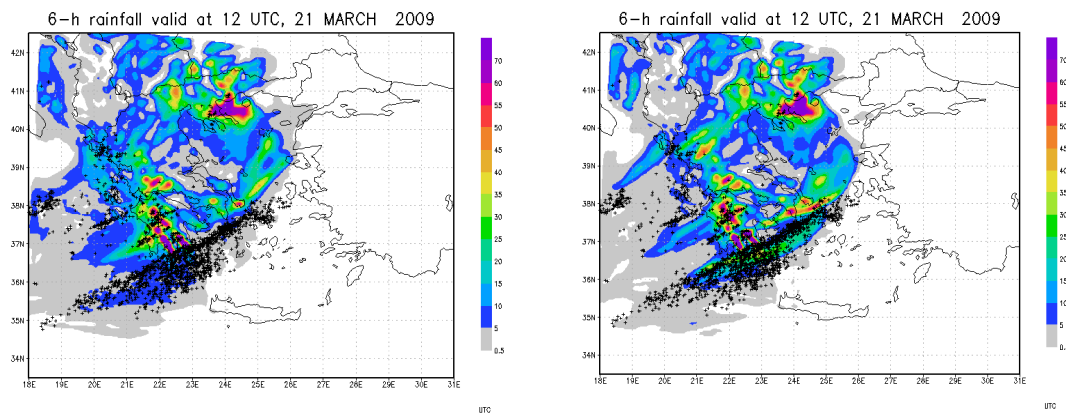 6-h rainfall valid at 12 UTC, 21 MARCH 2009
42N
41N
40N
39N
38N
37N
36N
35N
34N
18E 19E 20E 21E 22E 23E 24E 25E 26E 27E 28E 29E 30E 31E
70
60
55
50
45
40
35
30
25
20
15
10
5
0.5
UTC
6-h rainfall valid at 12 UTC, 21 MARCH 2009
42N
41N
40N
39N
38N
37N
36N
35N
34N
18E 19E 20E 21E 22E 23E 24E 25E 26E 27E 28E 29E 30E 31E
70
60
55
50
45
40
35
30
25
20
15
10
5
0.
UTC